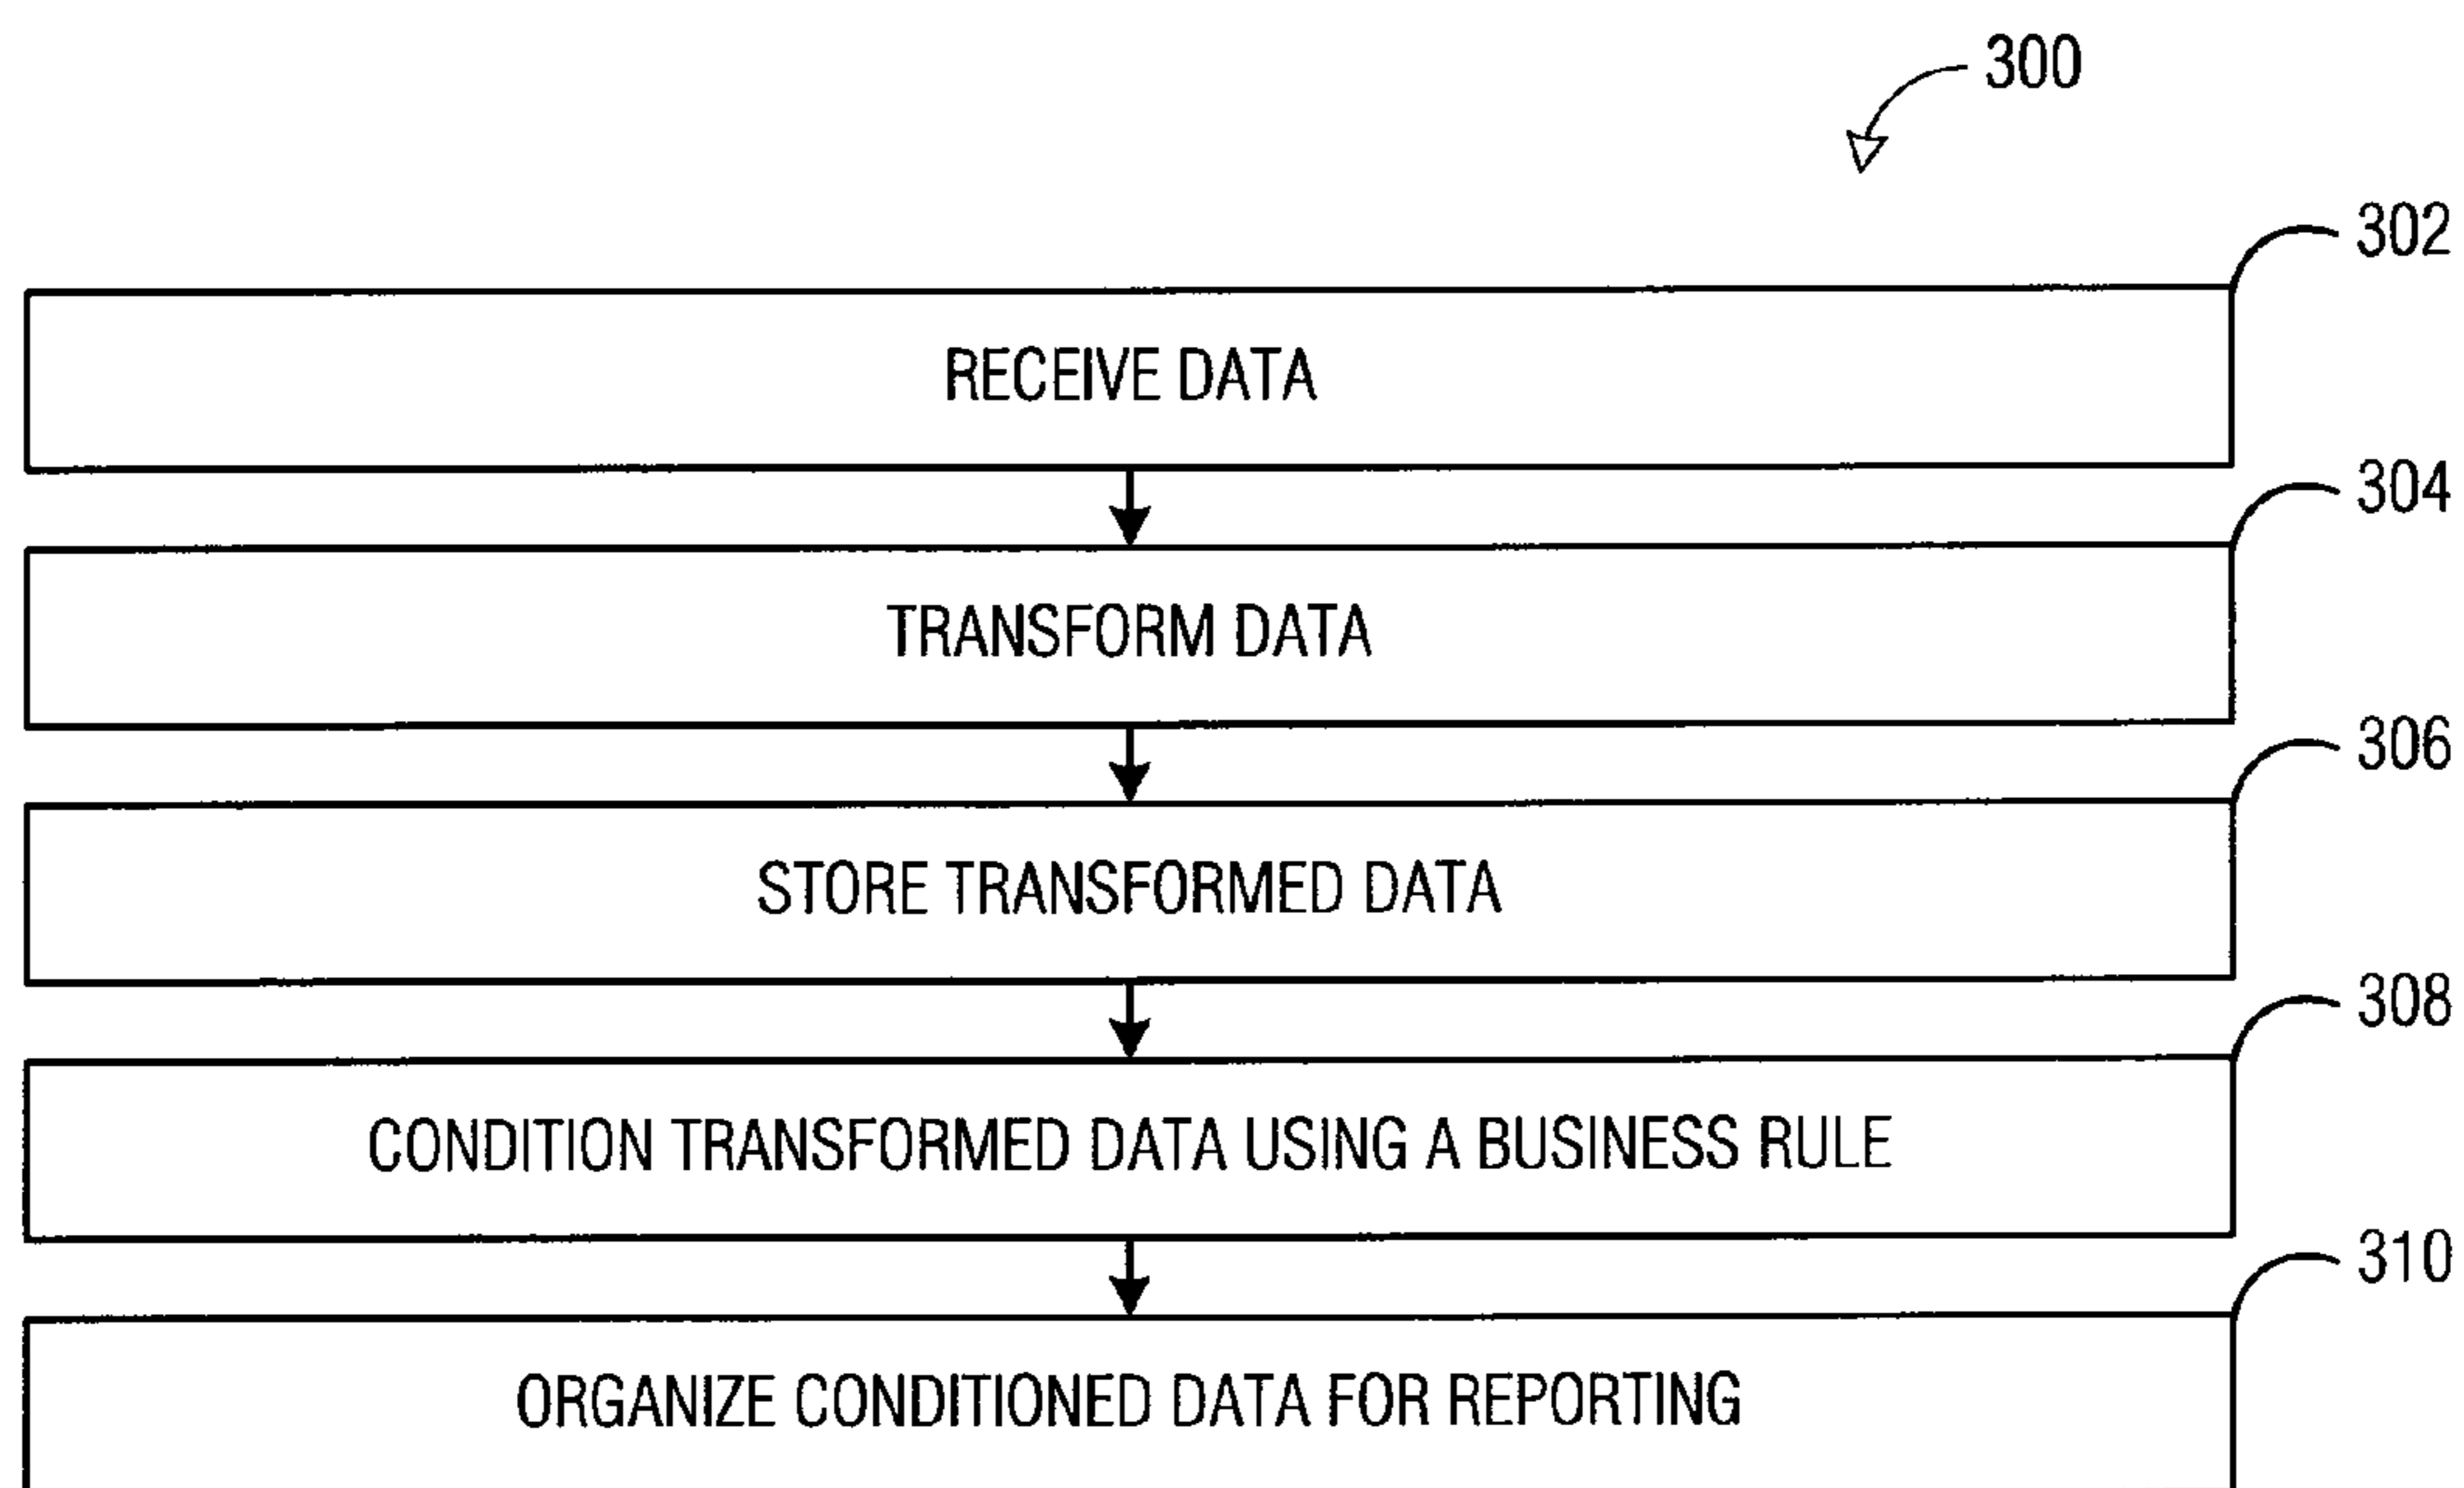 300
302
RECEIVE DATA
304
TRANSFORM DATA
306
STORE TRANSFORMED DATA
308
CONDITION TRANSFORMED DATA USING A BUSINESS RULE
310
ORGANIZE CONDITIONED DATA FOR REPORTING